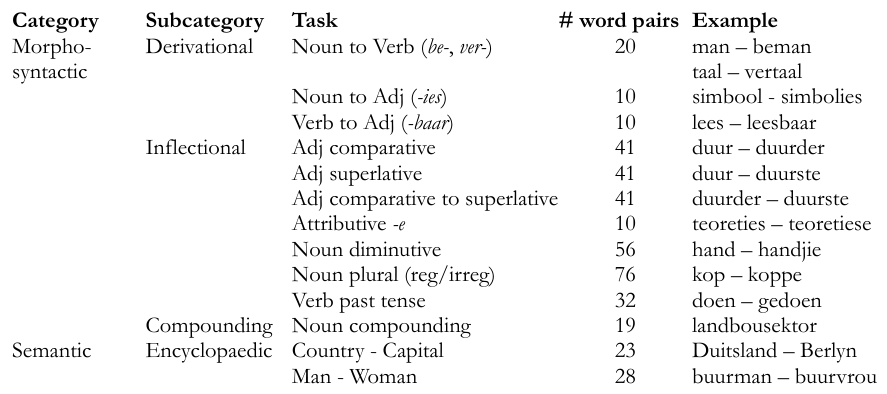 Category Subcategory Task # word pairs Example
Morpho- Derivational Noun to Verb (be-, ver-) 20 man – beman
syntactic taal – vertaal
Noun to Adj (-ies) 10 simbool - simbolies
Verb to Adj (-baar) 10 lees – leesbaar
Inflectional Adj comparative 41 duur – duurder
Adj superlative 41 duur – duurste
Adj comparative to superlative 41 duurder – duurste
Attributive -e 10 teoreties – teoretiese
Noun diminutive 56 hand – handjie
Noun plural (reg/irreg) 76 kop – koppe
Verb past tense 32 doen – gedoen
Compounding Noun compounding 19 landbousektor
Semantic Encyclopaedic Country - Capital 23 Duitsland – Berlyn
Man - Woman 28 buurman – buurvrou